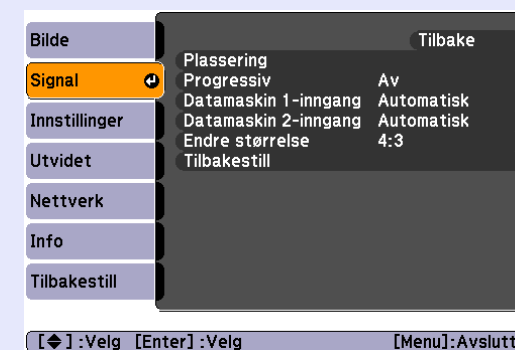 Bilde
Signal
Innstillinger
Utvidet
Nettverk
Info
Tilbakestill
Tilbake
Plassering
Progressiv Av
Datamaskin 1-inngang Automatisk
Datamaskin 2-inngang Automatisk
Endre størrelse 4:3
Tilbakestill
[ ] :Velg [Enter] :Velg [Menu]:Avslutt